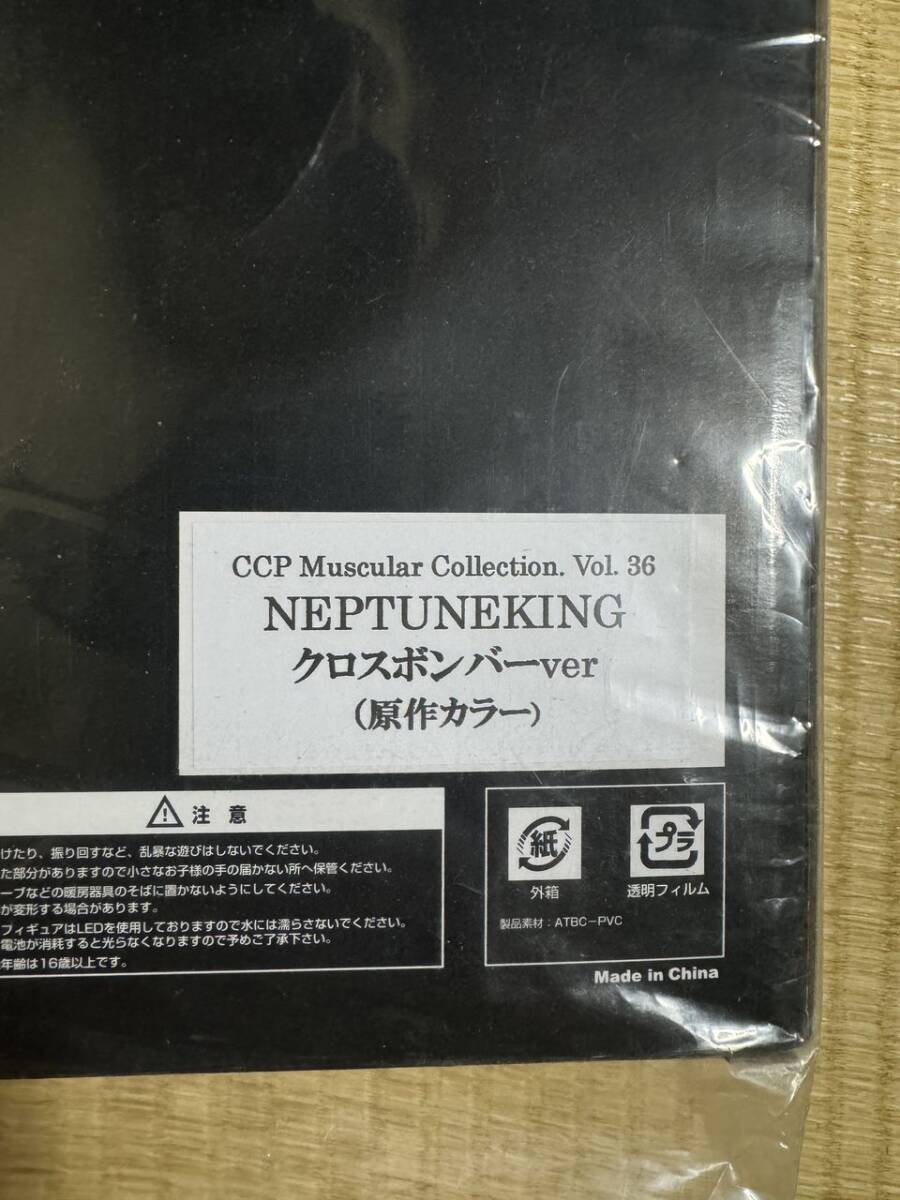 CCP Muscular Collection. Vol. 36
NEPTUNEKING
クロスボンバーver
(原作カラー)
注 意
けたり、振り回すなど、乱暴な遊びはしないでください。
た部分がありますので小さなお子様の手の届かない所へ保管ください。
ーブなどの暖房器具のそばに置かないようにしてください。
が変形する場合があります。
フィギュアはLEDを使用しておりますので水には濡らさないでください。
電池が消耗すると光らなくなりますので予めご了承下さい。
年齢は16歳以上です。
紙
外箱
プラ
透明フィルム
製品素材：ATBC-PVC
Made in China